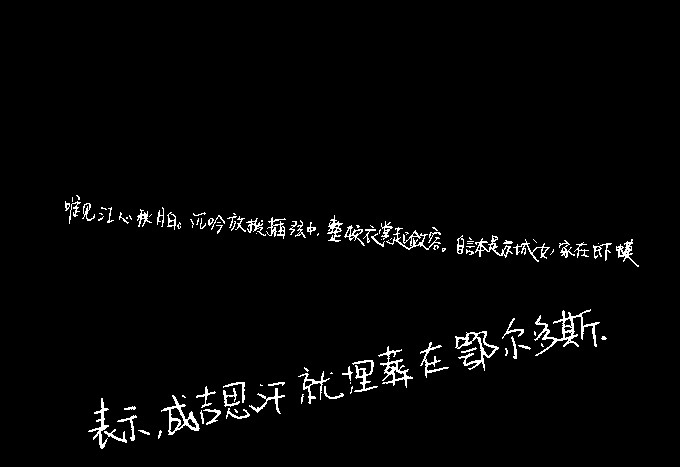 唯见江心秋月白。沉吟放拨插弦中,整顿衣裳起敛容。自言本是京城女,家在虾蟆
表示,成吉思汗就埋葬在鄂尔多斯.